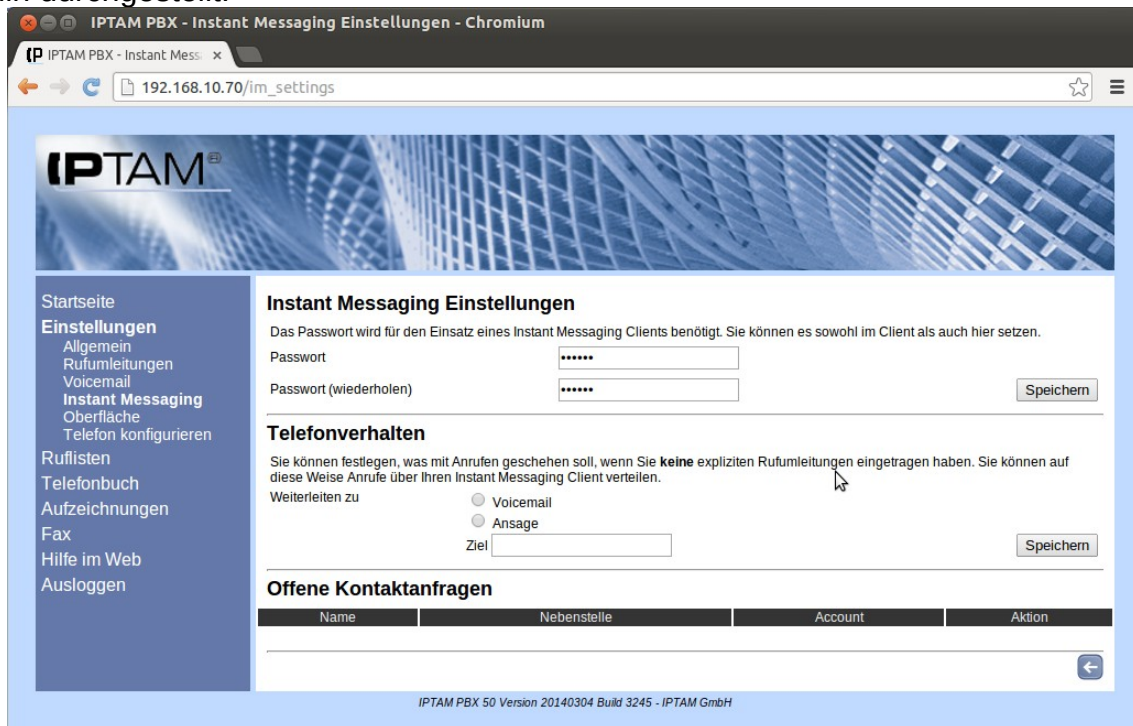 durchgestellt.
IPTAM PBX - Instant Messaging Einstellungen - Chromium
IPTAM PBX - Instant Mess
192.168.10.70/im_settings
IPTAM®
Startseite
Einstellungen
Allgemein
Rufumleitungen
Voicemail
Instant Messaging
Oberfläche
Telefon konfigurieren
Ruflisten
Telefonbuch
Aufzeichnungen
Fax
Hilfe im Web
Ausloggen
Instant Messaging Einstellungen
Das Passwort wird für den Einsatz eines Instant Messaging Clients benötigt. Sie können es sowohl im Client als auch hier setzen.
Passwort ••••••
Passwort (wiederholen) •••••• Speichern
Telefonverhalten
Sie können festlegen, was mit Anrufen geschehen soll, wenn Sie keine expliziten Rufumleitungen eingetragen haben. Sie können auf
diese Weise Anrufe über Ihren Instant Messaging Client verteilen.
Weiterleiten zu Voicemail
Ansage
Ziel Speichern
Offene Kontaktanfragen
Name Nebenstelle Account Aktion
IPTAM PBX 50 Version 20140304 Build 3245 - IPTAM GmbH